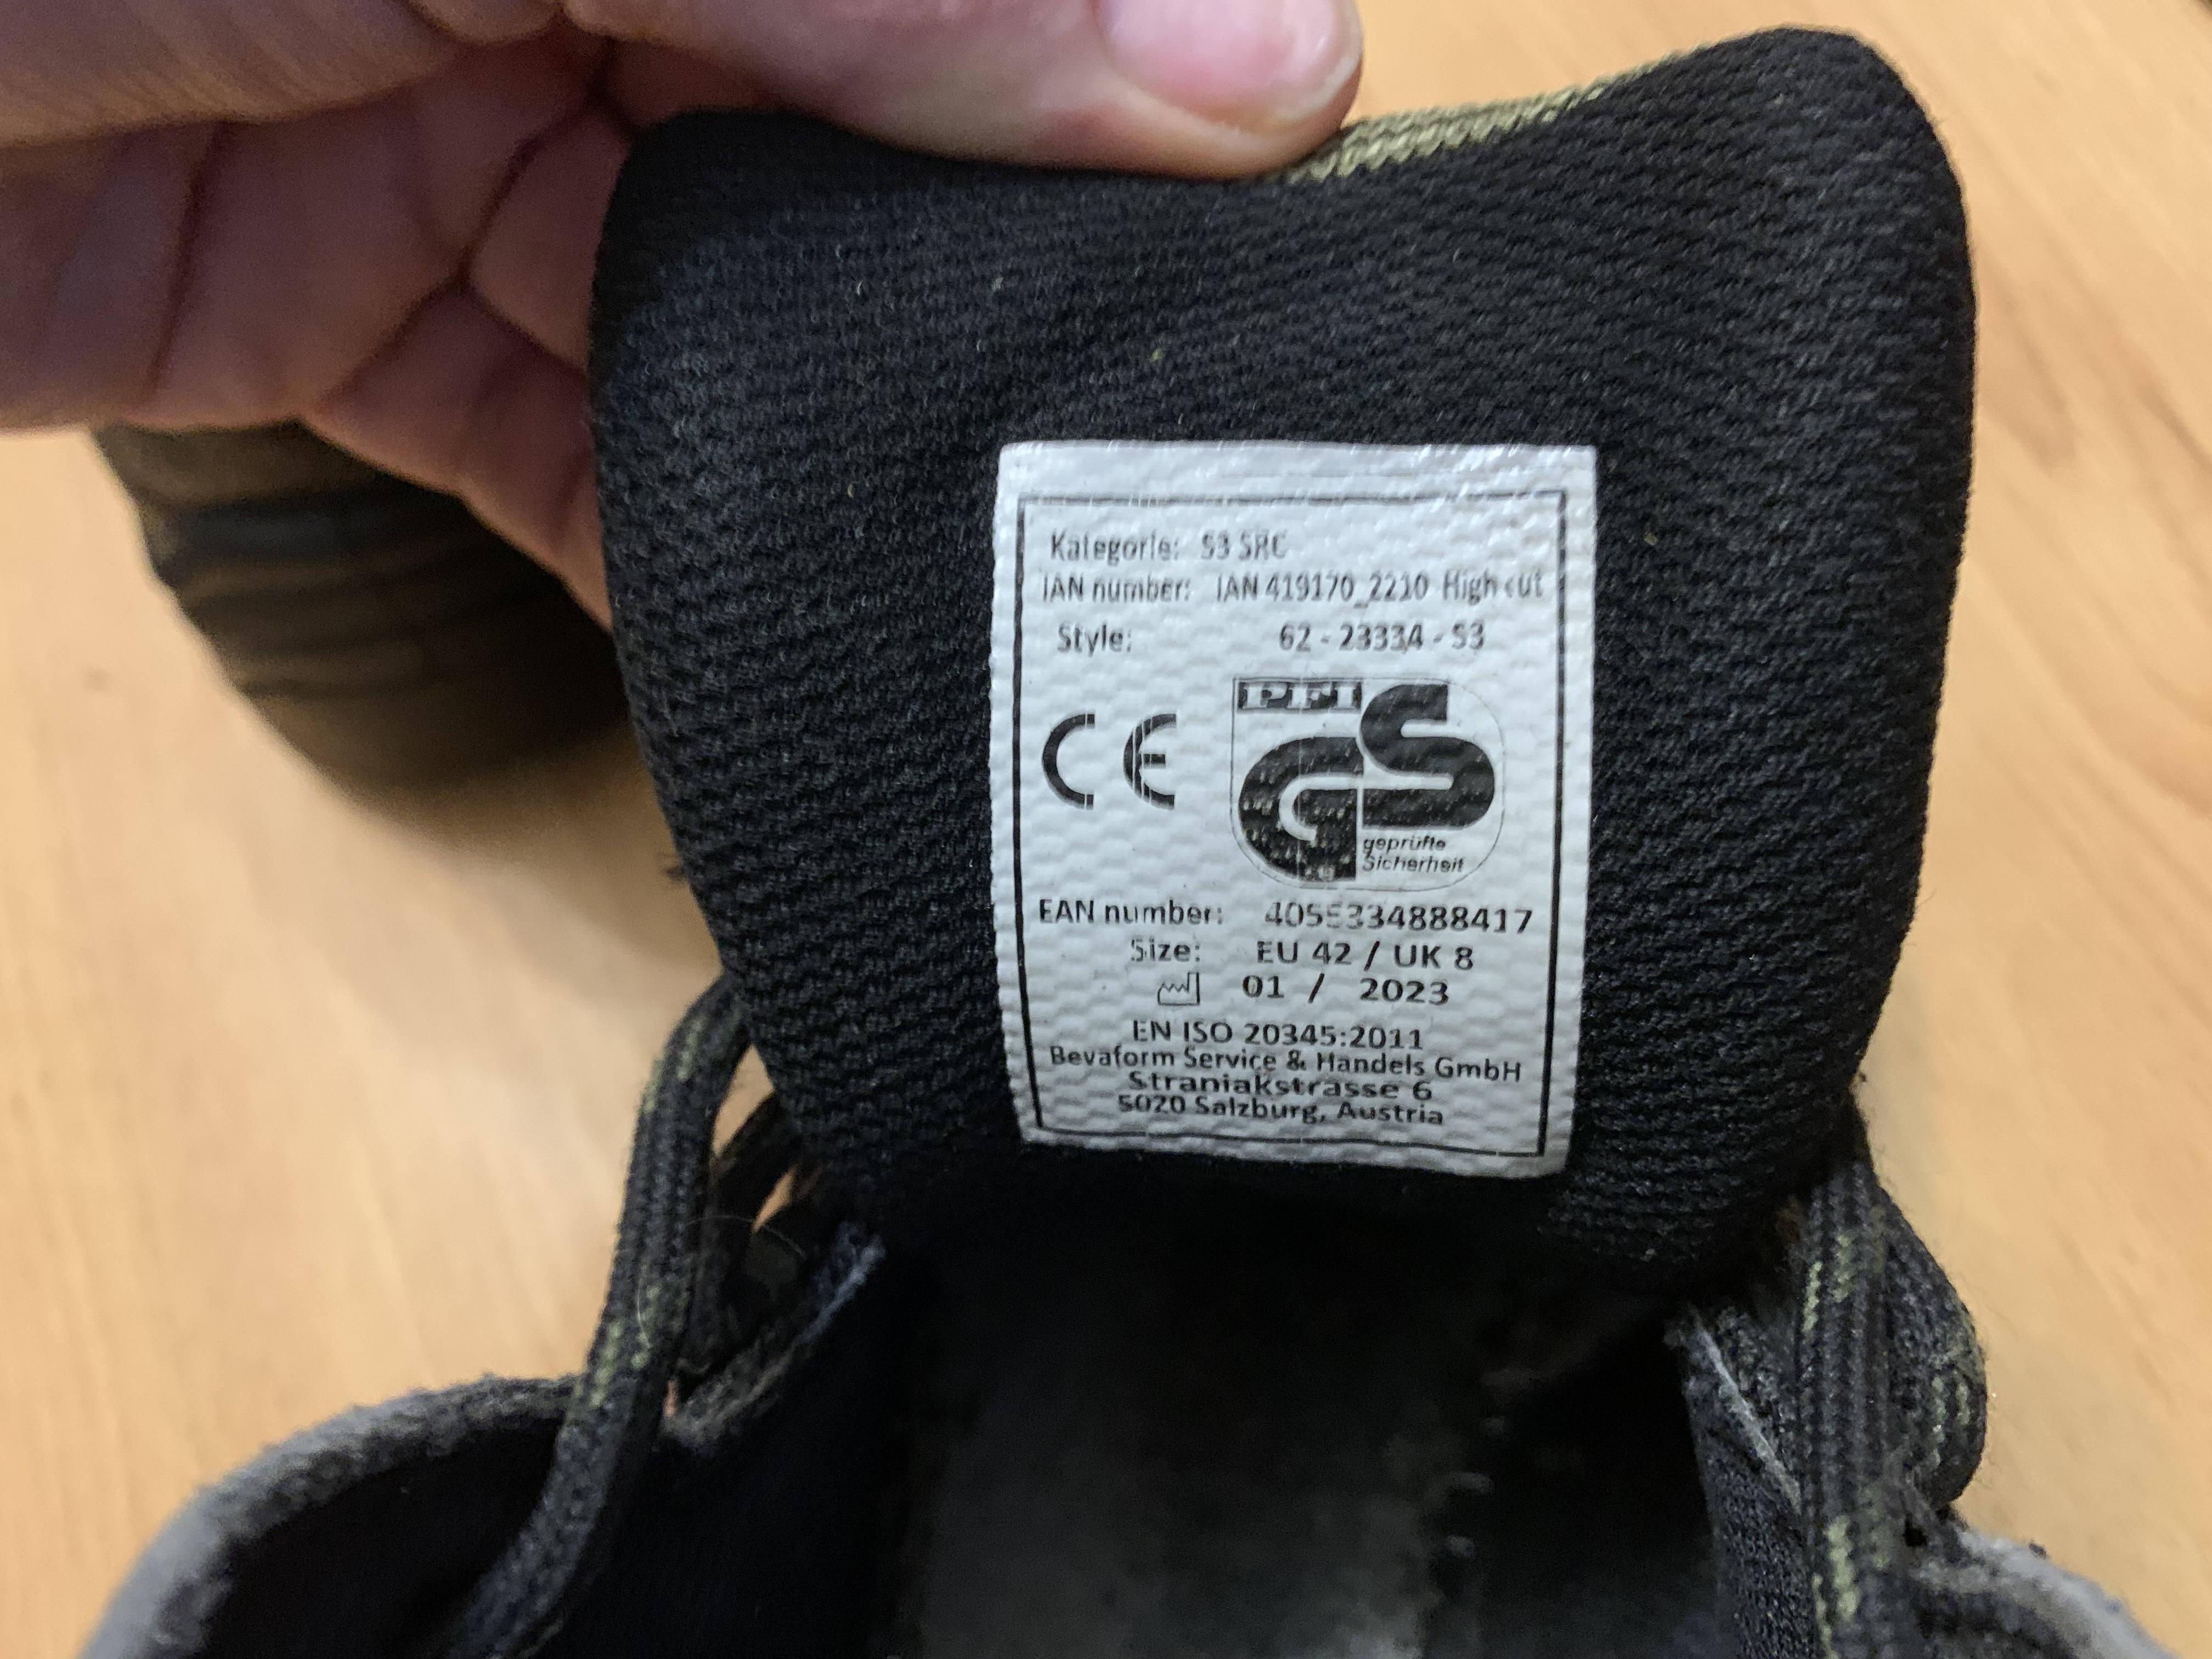 Kategorie: S3 SRC
IAN number: IAN 419170_2210 High cut
Style: 62 - 23334 - S3
CE
PFI
GS
geprüfte
Sicherheit
EAN number: 4055334888417
Size: EU 42 / UK 8
01 / 2023
EN ISO 20345:2011
Bevaform Service & Handels GmbH
Straniakstrasse 6
5020 Salzburg, Austria